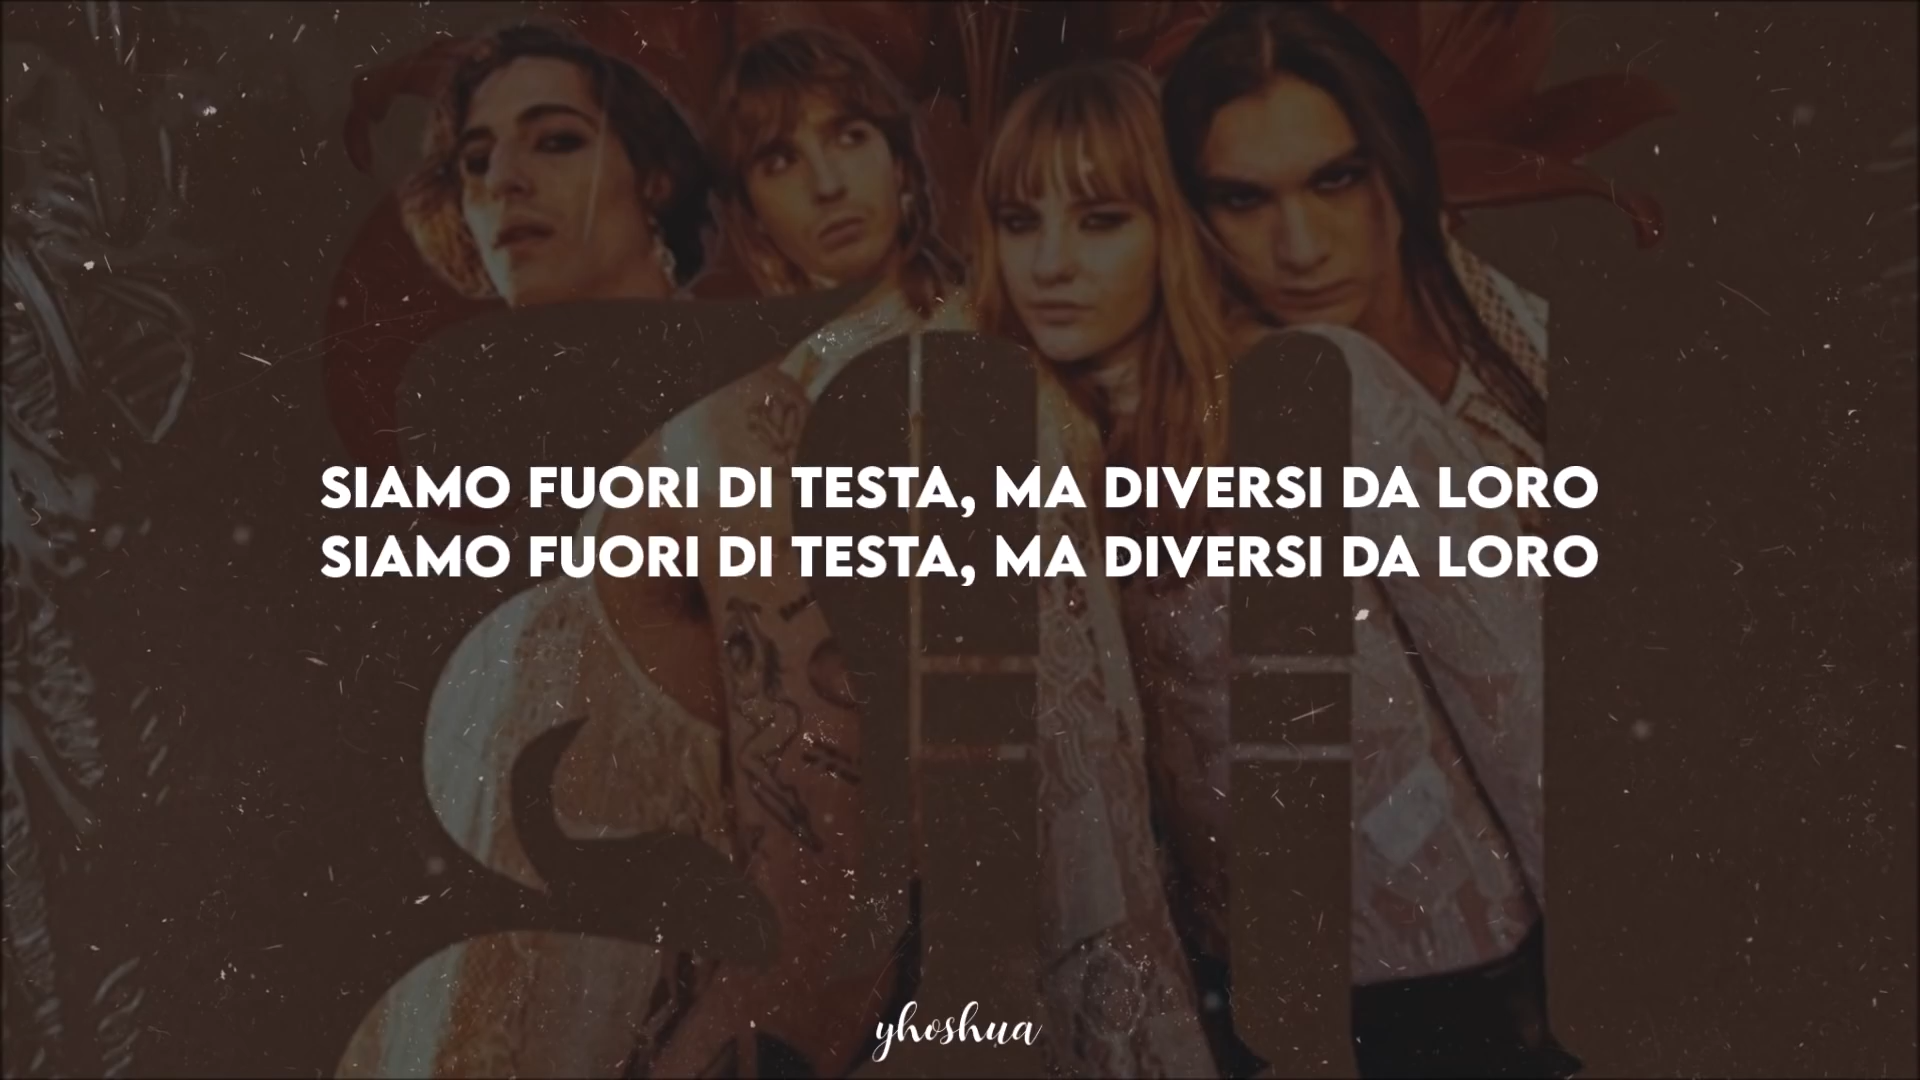 SIAMO FUORI DI TESTA, MA DIVERSI DA LORO
SIAMO FUORI DI TESTA, MA DIVERSI DA LORO
yhoshua